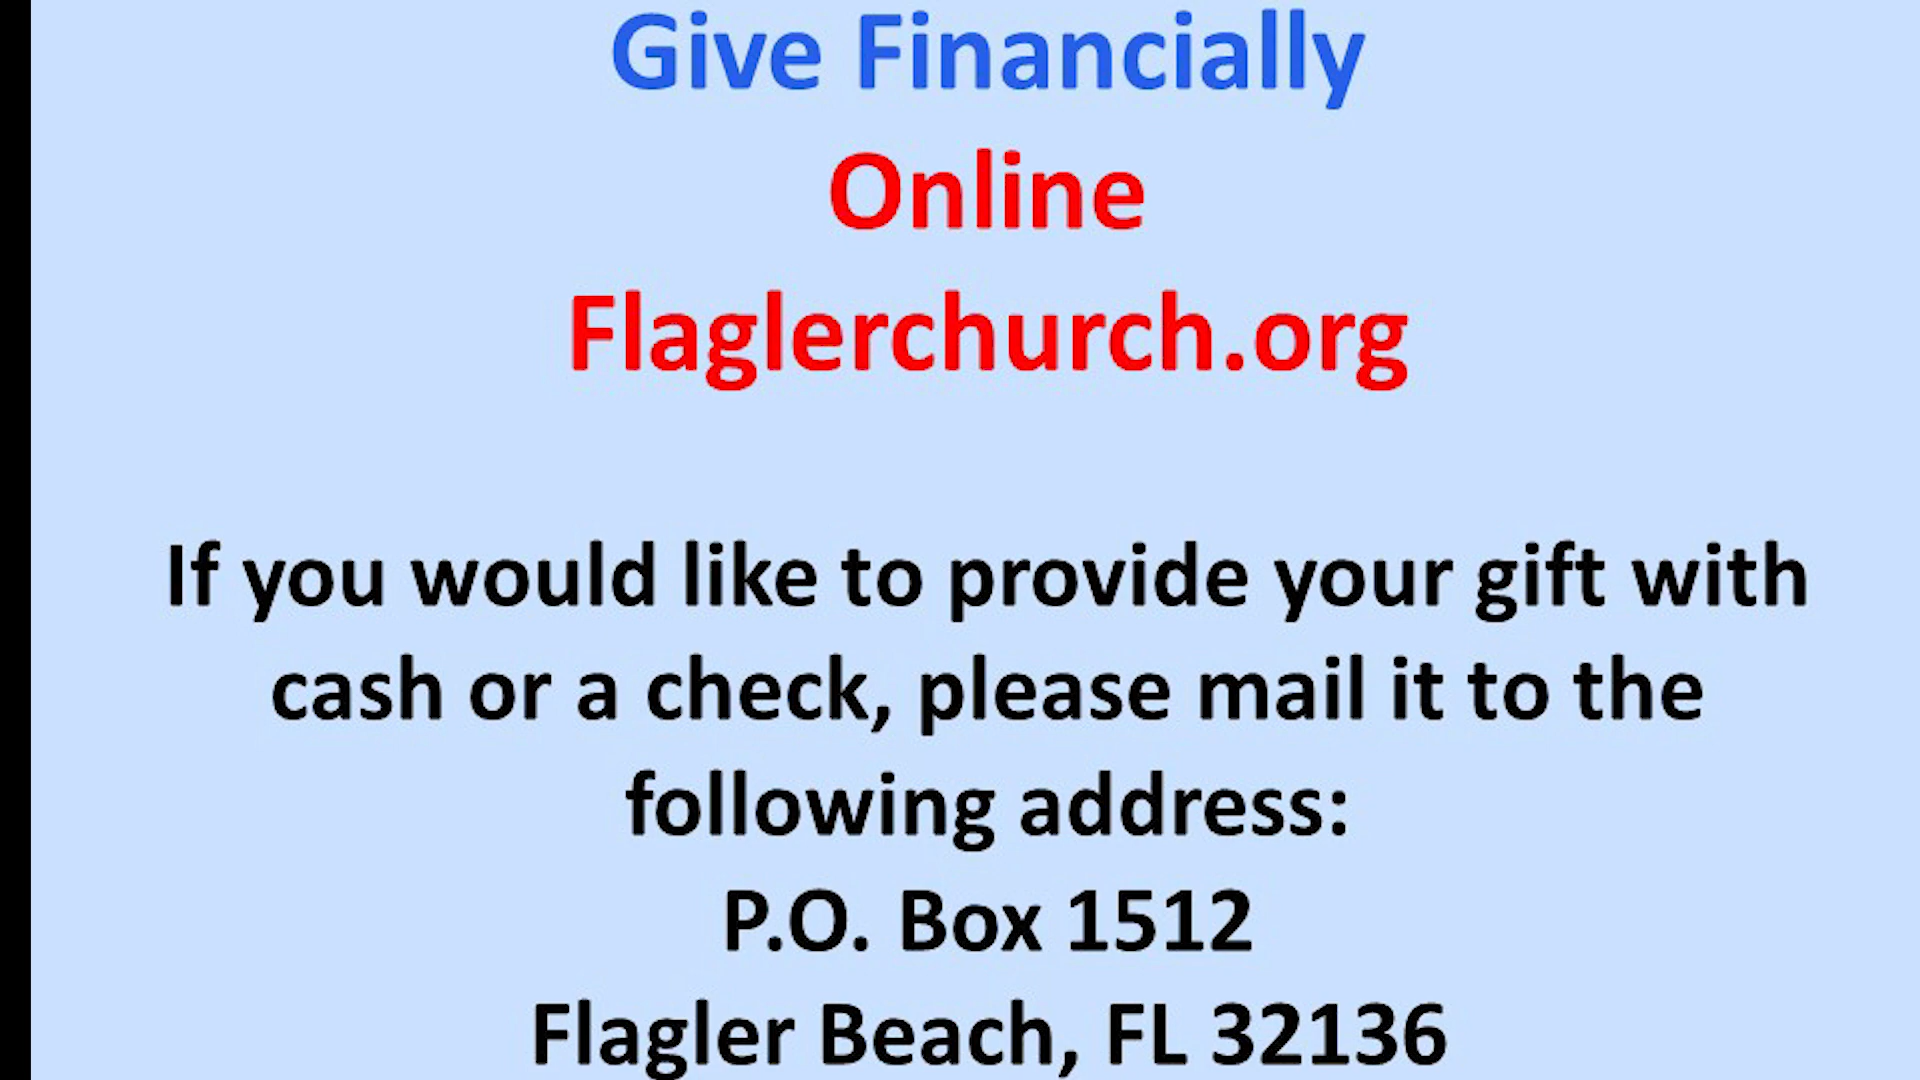 Give Financially
Online
Flaglerchurch.org
If you would like to provide your gift with
cash or a check, please mail it to the
following address:
P.O. Box 1512
Flagler Beach, FL 32136